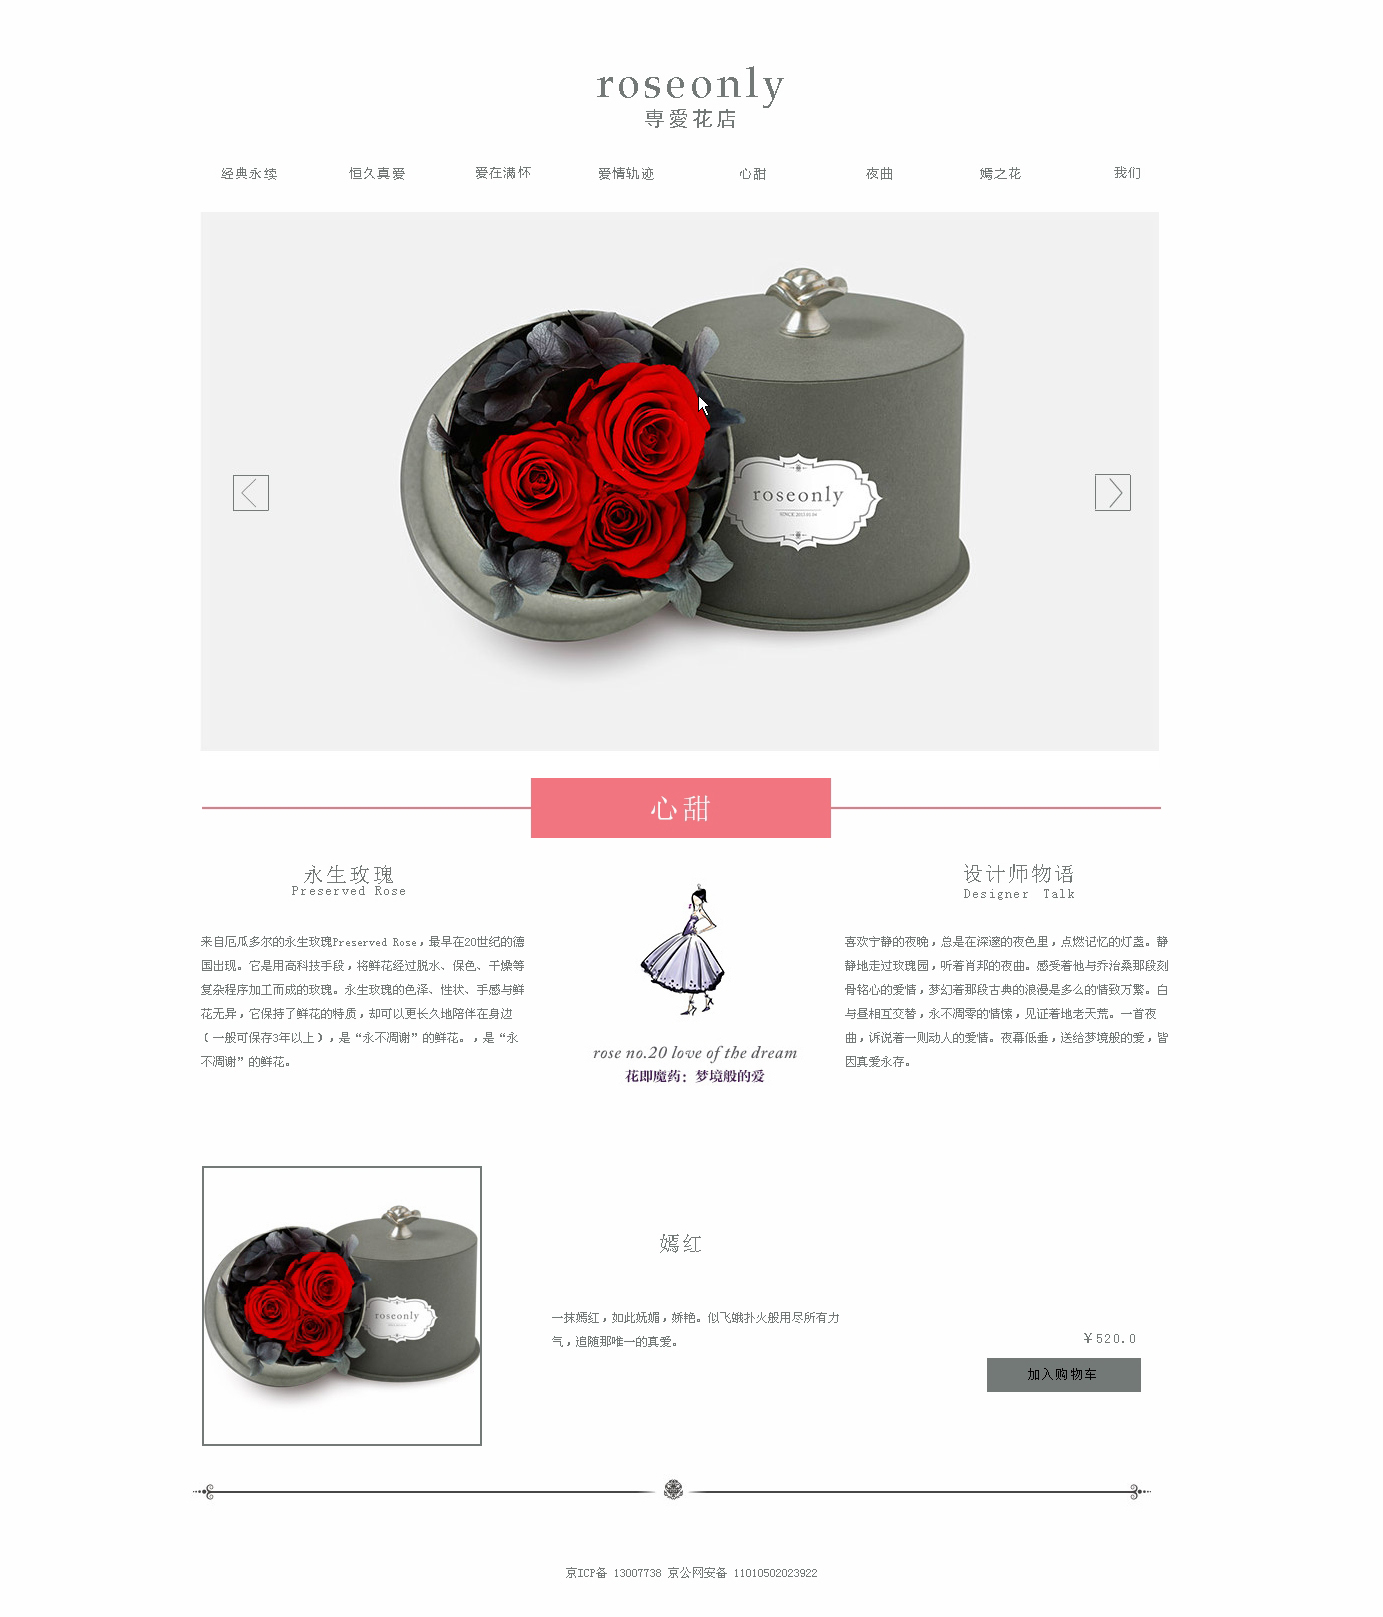 roseonly
専愛花店
经典永续 恒久真爱 爱在满怀 爱情轨迹 心甜 夜曲 嫣之花 我们
roseonly
心甜
永生玫瑰
Preserved Rose
来自厄瓜多尔的永生玫瑰Preserved Rose，最早在20世纪的德
国出现。它是用高科技手段，将鲜花经过脱水、保色、干燥等
复杂程序加工而成的玫瑰。永生玫瑰的色泽、性状、手感与鲜
花无异，它保持了鲜花的特质，却可以更长久地陪伴在身边
（一般可保存3年以上），是“永不凋谢”的鲜花。，是“永
不凋谢”的鲜花。
rose no.20 love of the dream
花即魔药：梦境般的爱
设计师物语
Designer Talk
喜欢宁静的夜晚，总是在深邃的夜色里，点燃记忆的灯盏。静
静地走过玫瑰园，听着肖邦的夜曲。感受着他与乔治桑那段刻
骨铭心的爱情，梦幻着那段古典的浪漫是多么的情致万繁。白
与昼相互交替，永不凋零的情愫，见证着地老天荒。一首夜
曲，诉说着一则动人的爱情。夜幕低垂，送给梦境般的爱，皆
因真爱永存。
roseonly
嫣红
一抹嫣红，如此妩媚，娇艳。似飞蛾扑火般用尽所有力
气，追随那唯一的真爱。
￥520.0
加入购物车
京ICP备 13007738 京公网安备 11010502023922